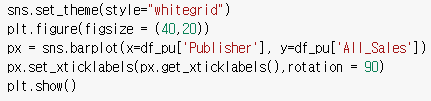 sns.set_theme(style="whitegrid")
plt.figure(figsize = (40,20))
px = sns.barplot(x=df_pu['Publisher'], y=df_pu['All_Sales'])
px.set_xticklabels(px.get_xticklabels(),rotation = 90)
plt.show()